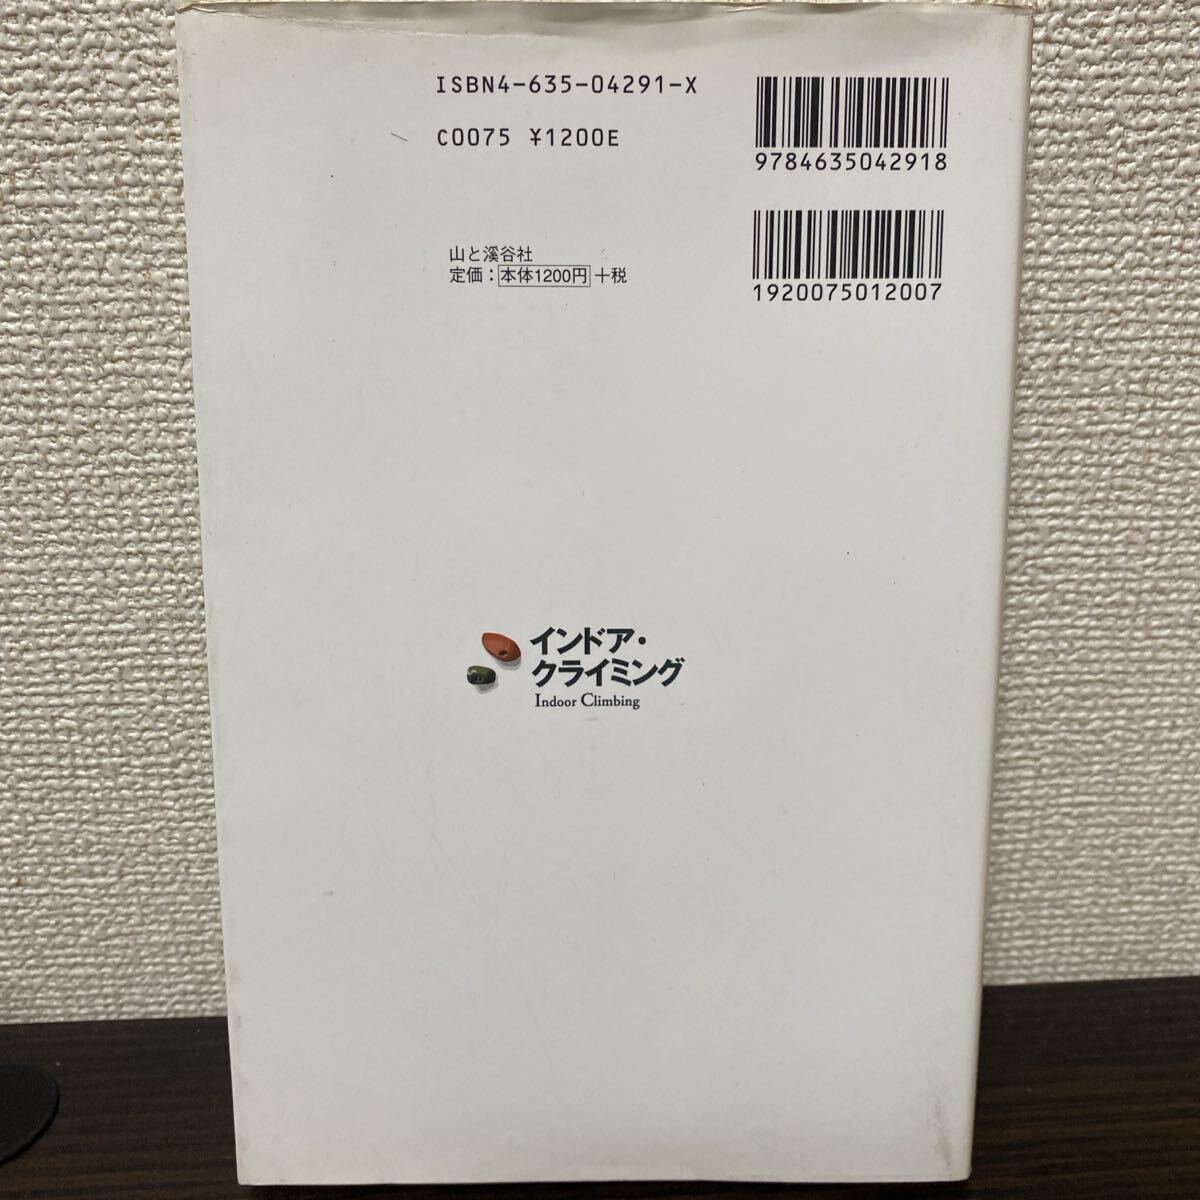 ISBN4-635-04291-X
C0075 ¥1200E
9784635042918
山と溪谷社
定価：本体1200円+税
1920075012007
インドア・
クライミング
Indoor Climbing